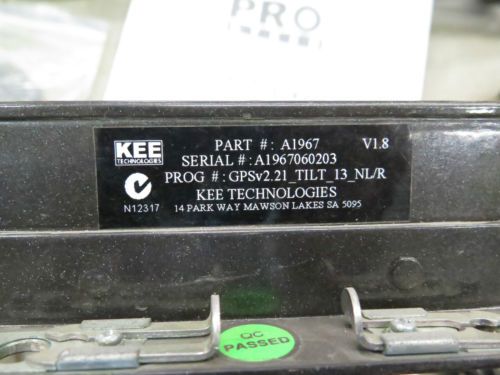 PRO
KEE
TECHNOLOGIES
PART #: A1967 V1.8
SERIAL #: A1967060203
PROG #: GPSv2.21_TILT_13_NL/R
KEE TECHNOLOGIES
N12317
14 PARK WAY MAWSON LAKES SA 5095
QC
PASSED